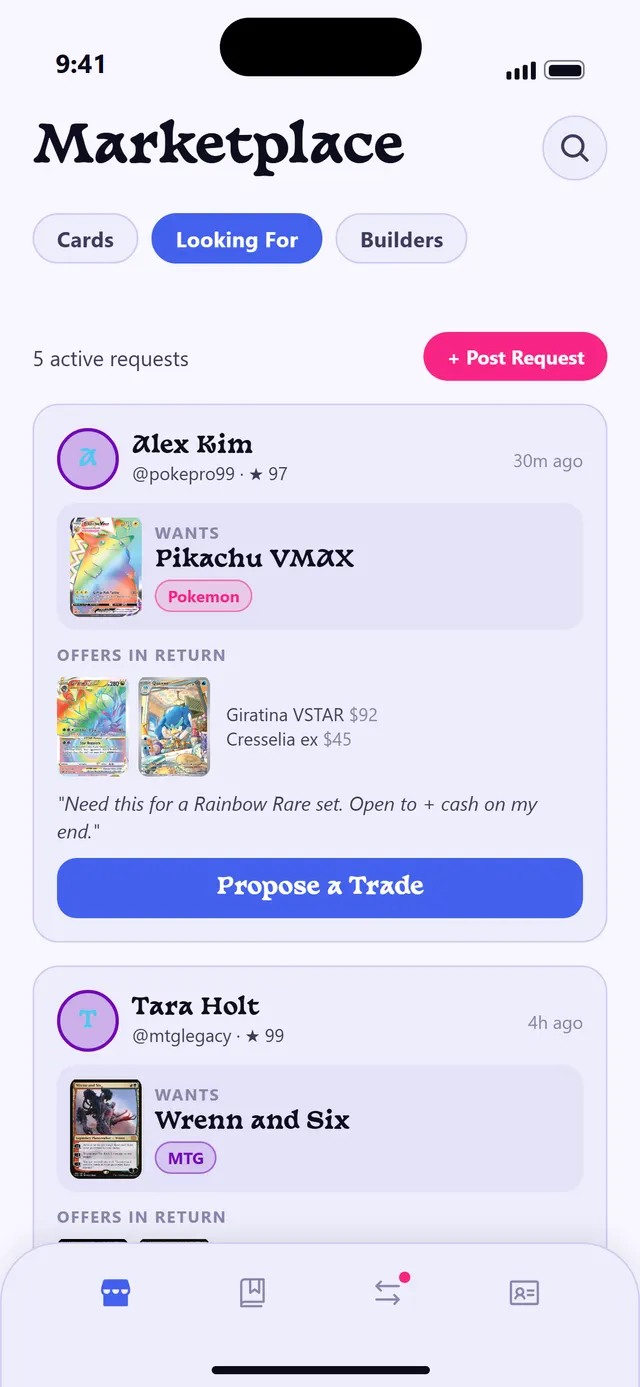 9:41
Marketplace
Cards
Looking For
Builders
5 active requests
+ Post Request
A
Alex Kim
@pokepro99 · ★ 97
30m ago
WANTS
Pikachu VMAX
Pokemon
OFFERS IN RETURN
Giratina VSTAR $92
Cresselia ex $45
"Need this for a Rainbow Rare set. Open to + cash on my
end."
Propose a Trade
T
Tara Holt
@mtglegacy · ★ 99
4h ago
Wrenn and Six
WANTS
Wrenn and Six
MTG
OFFERS IN RETURN